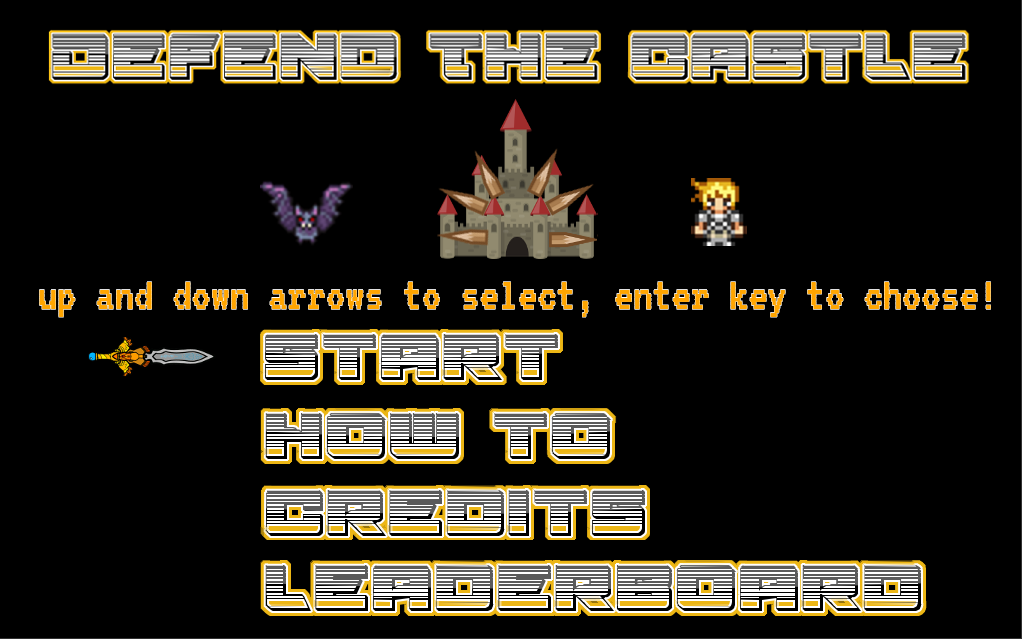 DEFEND THE CASTLE
up and down arrows to select, enter key to choose!
START
HOW TO
CREDITS
LEADERBOARD